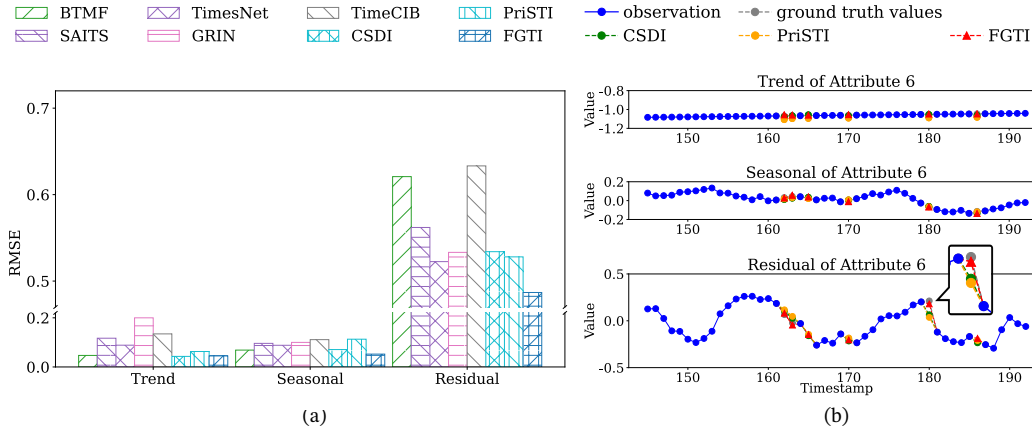 BTMF TimesNet TimeCIB PriSTI
SAITS GRIN CSDI FGTI
observation ground truth values
CSDI PriSTI FGTI
RMSE
0.7
0.6
0.5
0.2
0.0
Trend Seasonal Residual
(a)
Trend of Attribute 6
Value
-0.8
-1.0
-1.2
150 160 170 180 190
Seasonal of Attribute 6
Value
0.2
0.0
-0.2
150 160 170 180 190
Residual of Attribute 6
Value
0.5
0.0
-0.5
150 160 170 180 190
Timestamp
(b)